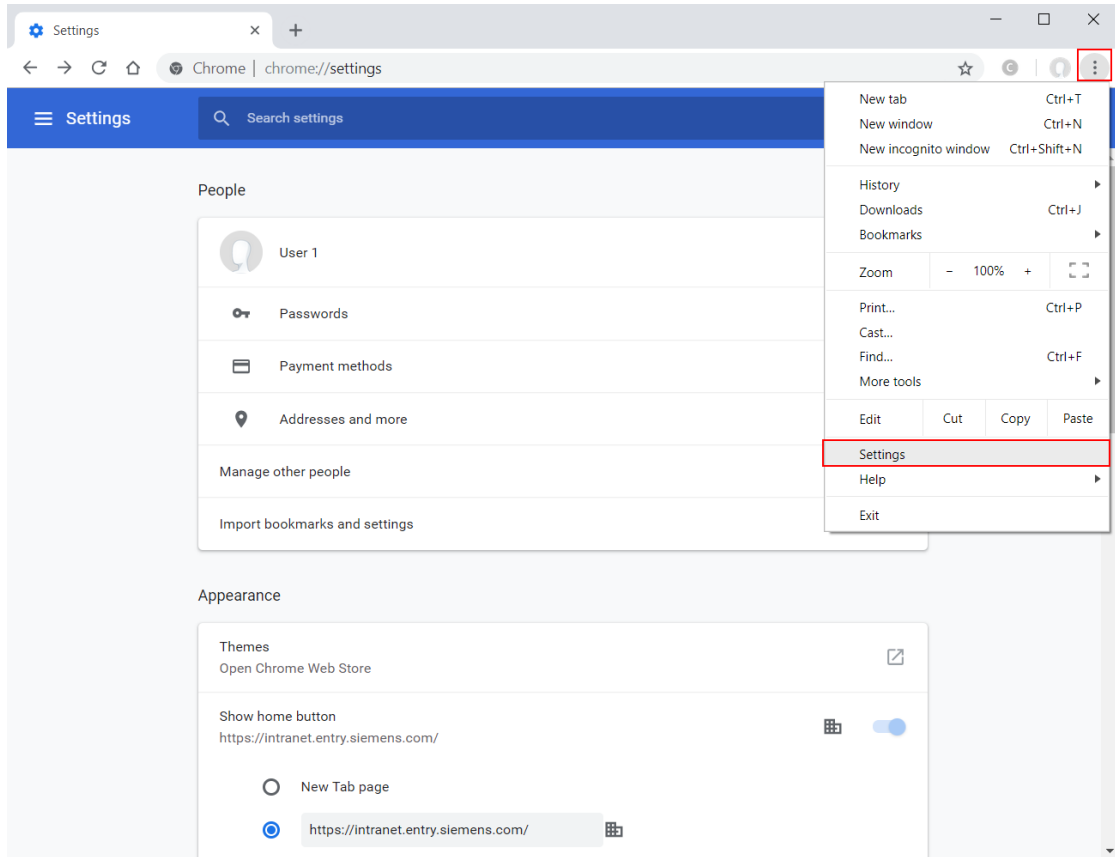 Settings
Chrome | chrome://settings
Settings
Search settings
New tab Ctrl+T
New window Ctrl+N
New incognito window Ctrl+Shift+N
History
Downloads Ctrl+J
Bookmarks
Zoom - 100% +
Print... Ctrl+P
Cast...
Find... Ctrl+F
More tools
Edit Cut Copy Paste
Settings
Help
Exit
People
User 1
Passwords
Payment methods
Addresses and more
Manage other people
Import bookmarks and settings
Appearance
Themes
Open Chrome Web Store
Show home button
https://intranet.entry.siemens.com/
New Tab page
https://intranet.entry.siemens.com/